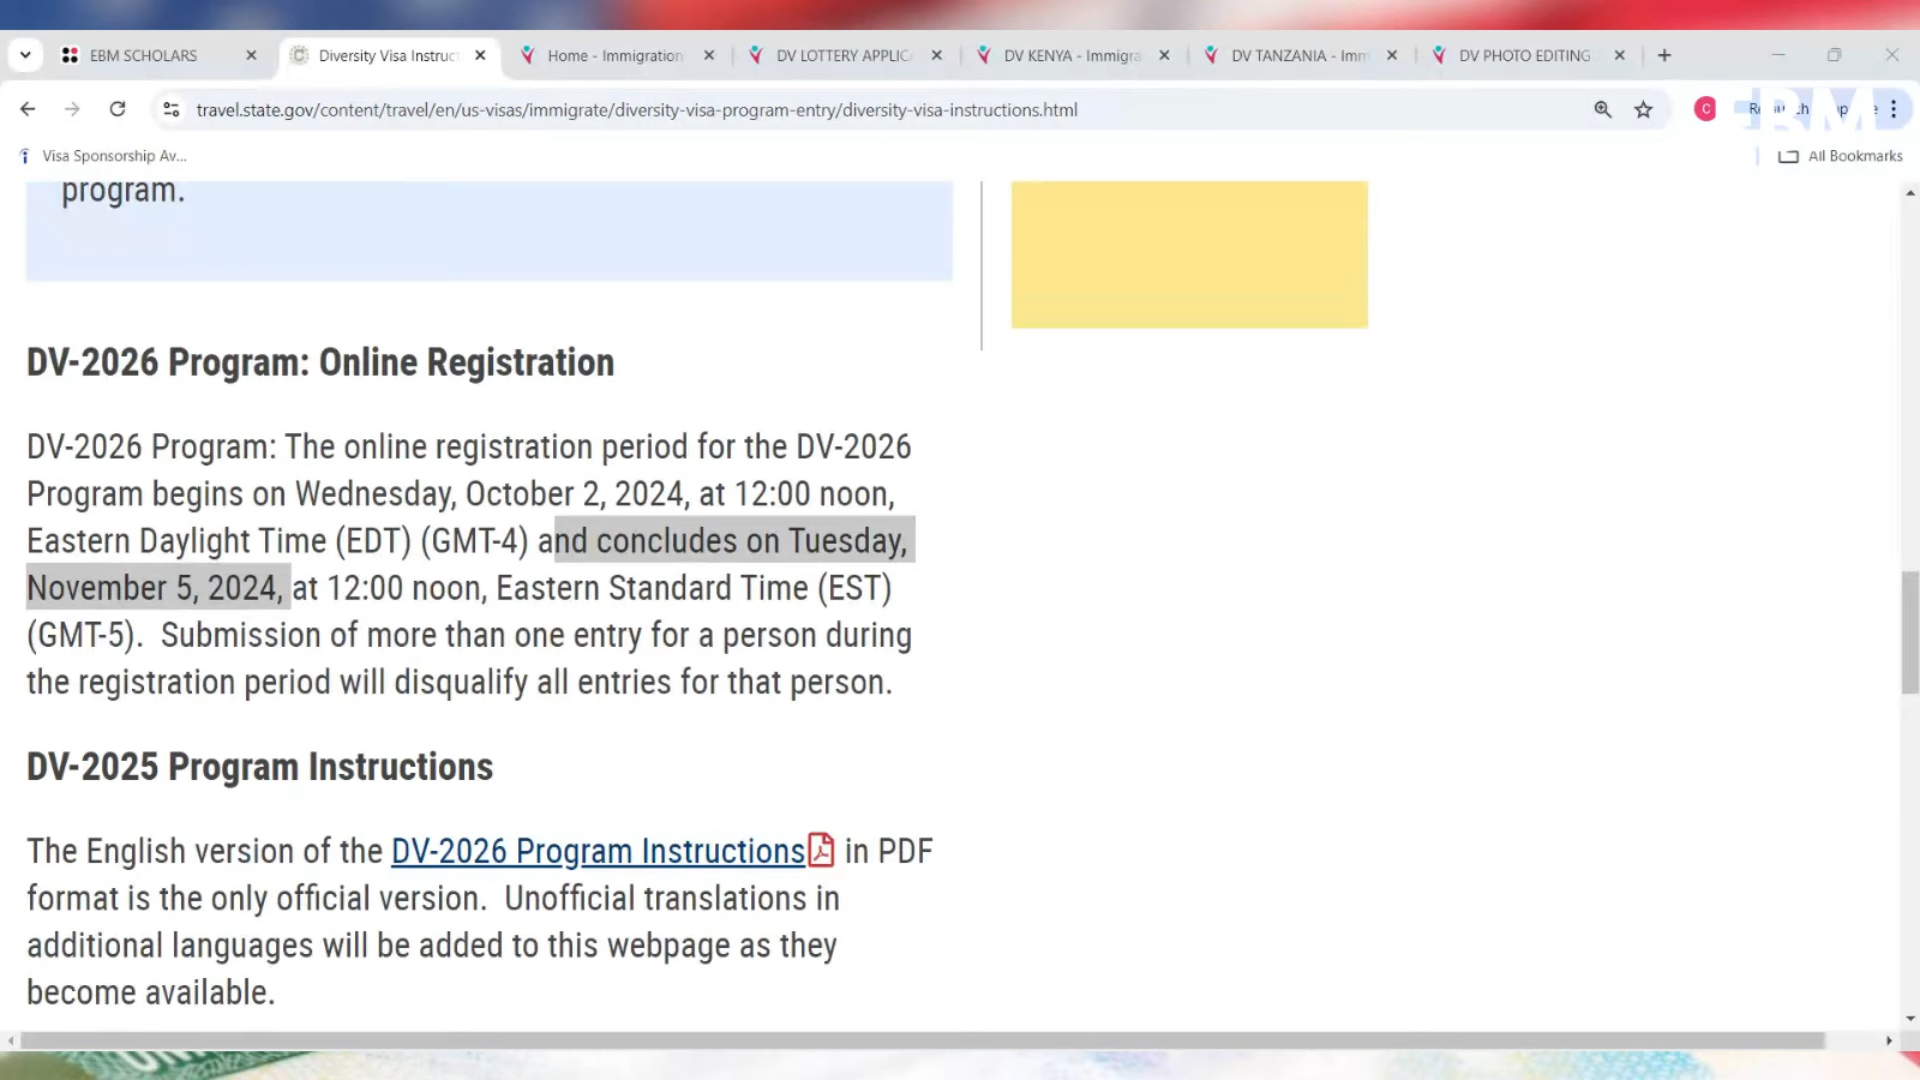 EBM SCHOLARS
Diversity Visa Instruc
Home - Immigration
DV LOTTERY APPLIC
DV KENYA - Immigra
DV TANZANIA - Imm
DV PHOTO EDITING
travel.state.gov/content/travel/en/us-visas/immigrate/diversity-visa-program-entry/diversity-visa-instructions.html
C
EBM
Visa Sponsorship Av...
All Bookmarks
program.
DV-2026 Program: Online Registration
DV-2026 Program: The online registration period for the DV-2026
Program begins on Wednesday, October 2, 2024, at 12:00 noon,
Eastern Daylight Time (EDT) (GMT-4) and concludes on Tuesday,
November 5, 2024, at 12:00 noon, Eastern Standard Time (EST)
(GMT-5).  Submission of more than one entry for a person during
the registration period will disqualify all entries for that person.
DV-2025 Program Instructions
The English version of the DV-2026 Program Instructions in PDF
format is the only official version.  Unofficial translations in
additional languages will be added to this webpage as they
become available.